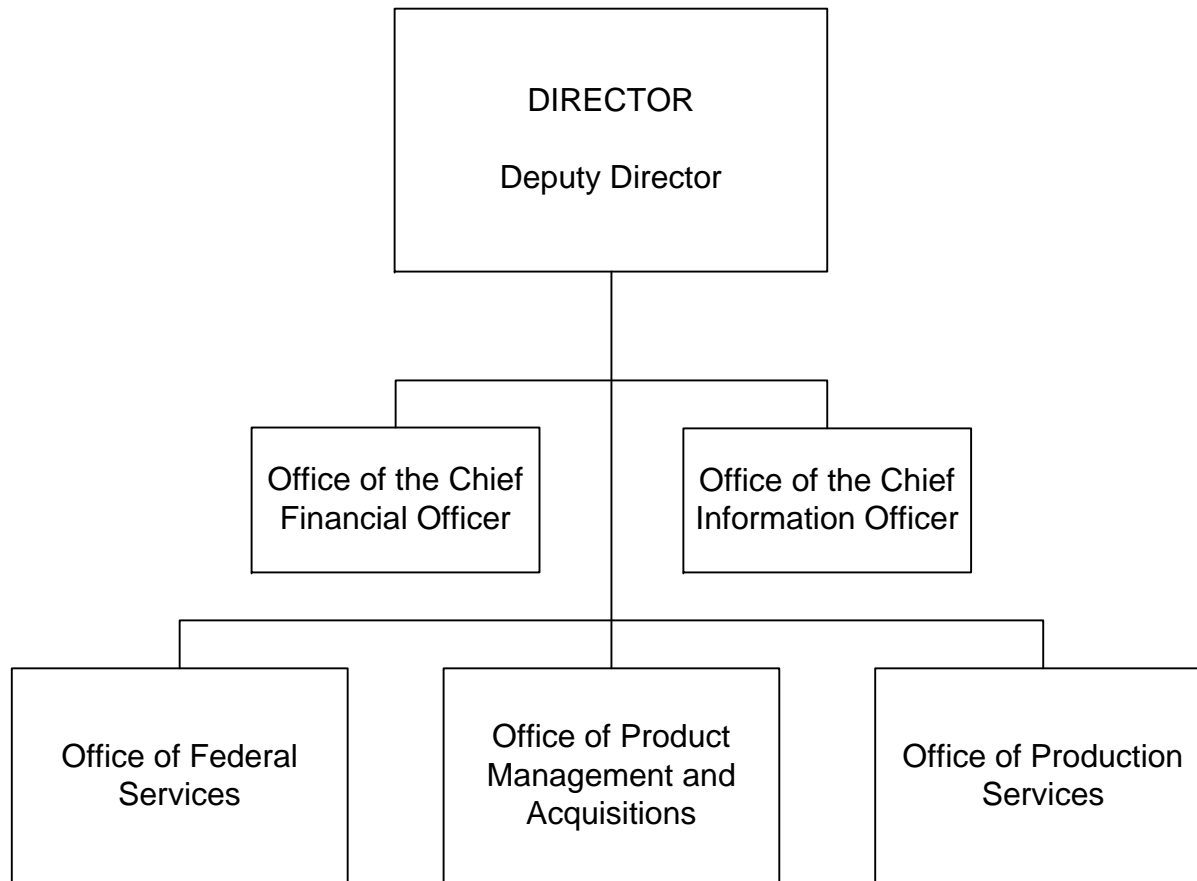 DIRECTOR
Deputy Director
Office of the Chief
Financial Officer
Office of the Chief
Information Officer
Office of Federal
Services
Office of Product
Management and
Acquisitions
Office of Production
Services